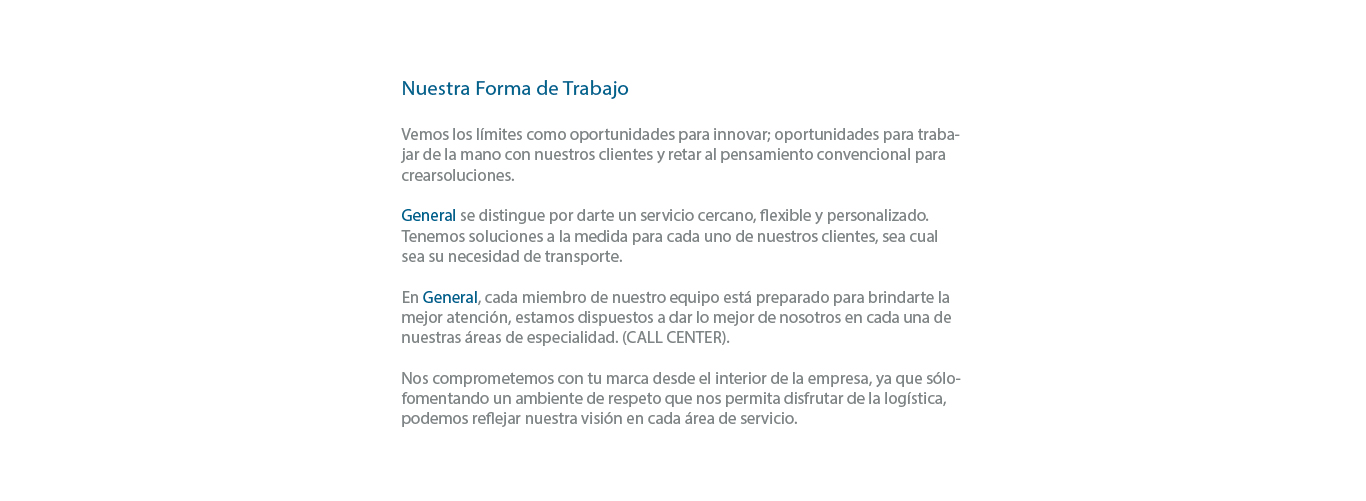 Nuestra Forma de Trabajo
Vemos los límites como oportunidades para innovar; oportunidades para traba-
jar de la mano con nuestros clientes y retar al pensamiento convencional para
crearsoluciones.
General se distingue por darte un servicio cercano, flexible y personalizado.
Tenemos soluciones a la medida para cada uno de nuestros clientes, sea cual
sea su necesidad de transporte.
En General, cada miembro de nuestro equipo está preparado para brindarte la
mejor atención, estamos dispuestos a dar lo mejor de nosotros en cada una de
nuestras áreas de especialidad. (CALL CENTER).
Nos comprometemos con tu marca desde el interior de la empresa, ya que sólo-
fomentando un ambiente de respeto que nos permita disfrutar de la logística,
podemos reflejar nuestra visión en cada área de servicio.